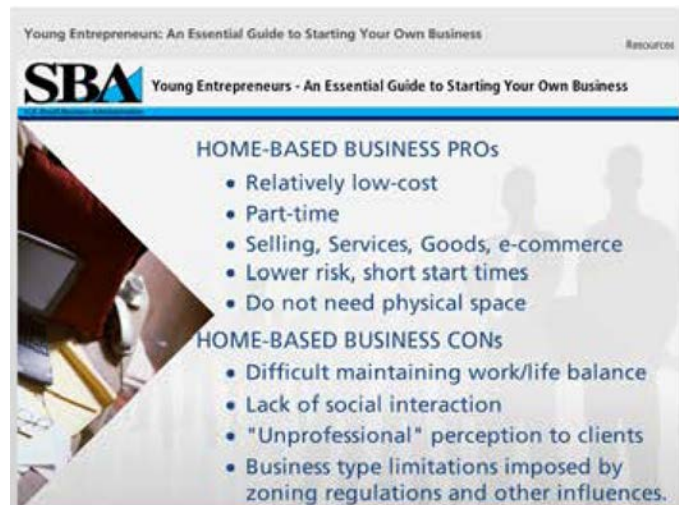 Young Entrepreneurs: An Essential Guide to Starting Your Own Business
Resources
SBA
Young Entrepreneurs - An Essential Guide to Starting Your Own Business
U.S. Small Business Administration
HOME-BASED BUSINESS PROs
• Relatively low-cost
• Part-time
• Selling, Services, Goods, e-commerce
• Lower risk, short start times
• Do not need physical space
HOME-BASED BUSINESS CONs
• Difficult maintaining work/life balance
• Lack of social interaction
• "Unprofessional" perception to clients
• Business type limitations imposed by
zoning regulations and other influences.